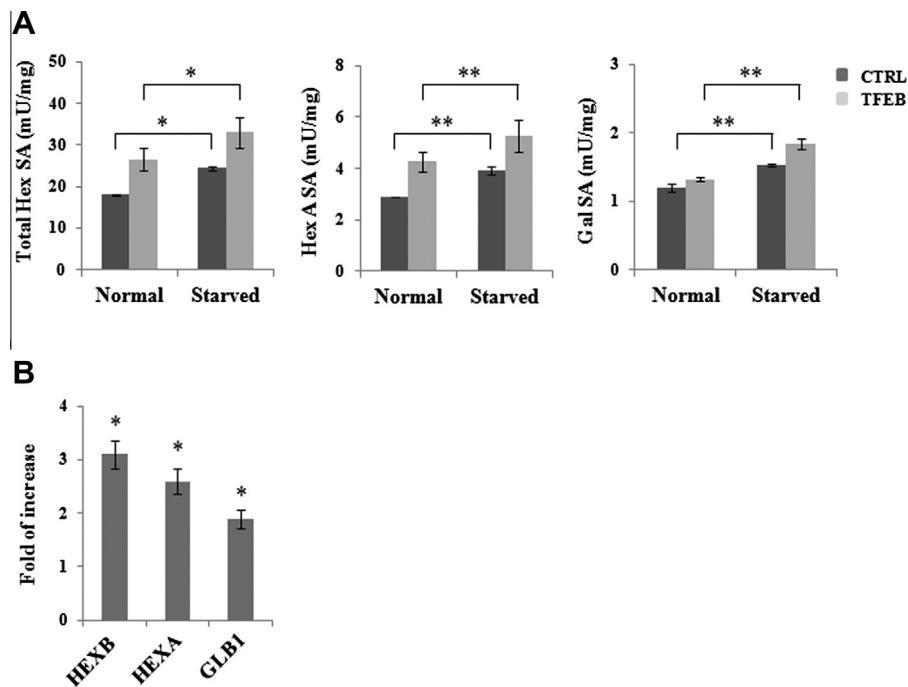 A
Total Hex SA (mU/mg)
50
40
30
20
10
0
*
*
Normal Starved
Hex A SA (mU/mg)
8
6
4
2
0
**
**
Normal Starved
Gal SA (mU/mg)
3
2
1
0
**
**
Normal Starved
CTRL
TFEB
B
Fold of increase
4
3
2
1
0
*
*
*
HEXB HEXA GLB1